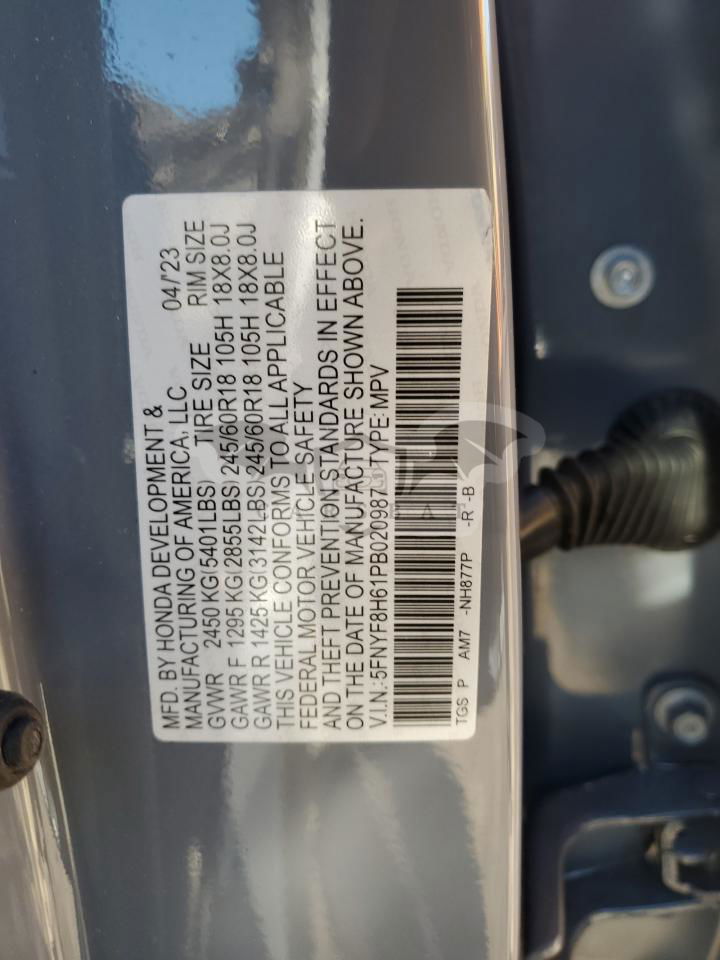 MFD. BY HONDA DEVELOPMENT &
MANUFACTURING OF AMERICA, LLC 04/'23
GVWR 2450 KG(5401LBS) TIRE SIZE RIM SIZE
GAWR F 1295 KG(2855LBS) 245/60R18 105H 18X8.0J
GAWR R 1425 KG(3142LBS) 245/60R18 105H 18X8.0J
THIS VEHICLE CONFORMS TO ALL APPLICABLE
FEDERAL MOTOR VEHICLE SAFETY
AND THEFT PREVENTION STANDARDS IN EFFECT
ON THE DATE OF MANUFACTURE SHOWN ABOVE.
V.I.N.:5FNYF8H61PB020987 TYPE: MPV
TGS P AM7 -NH877P -R -B